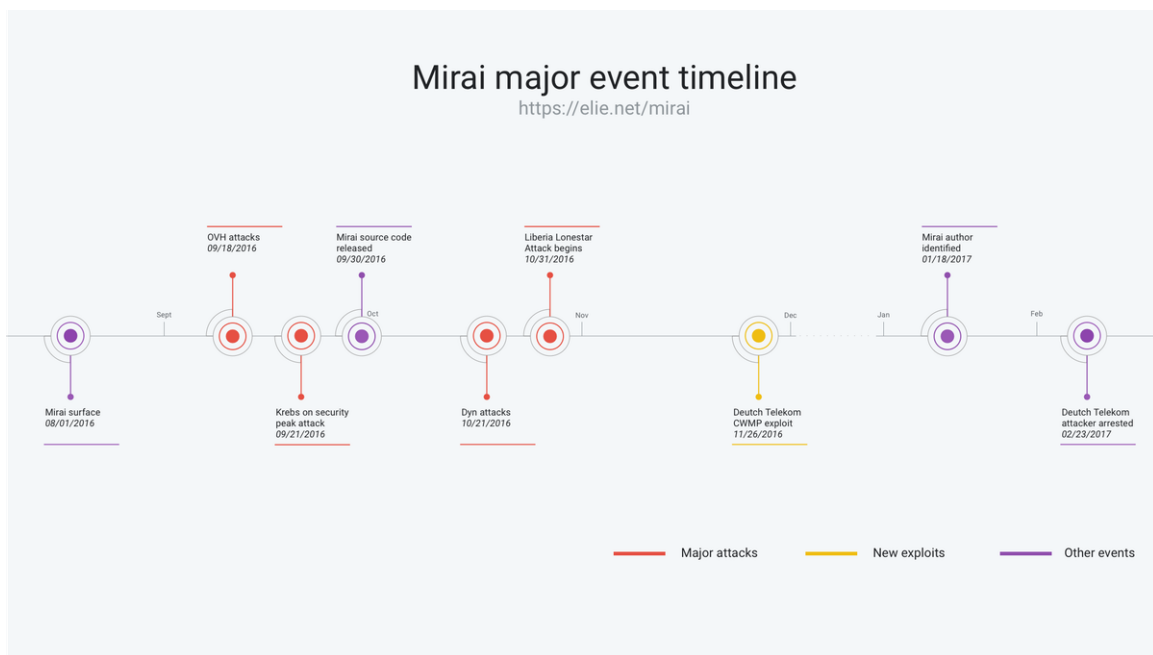 Mirai major event timeline
https://elie.net/mirai
OVH attacks
09/18/2016
Mirai source code
released
09/30/2016
Liberia Lonestar
Attack begins
10/31/2016
Mirai author
identified
01/18/2017
Sept
Oct
Nov
Dec
Jan
Feb
Mirai surface
08/01/2016
Krebs on security
peak attack
09/21/2016
Dyn attacks
10/21/2016
Deutch Telekom
CWMP exploit
11/26/2016
Deutch Telekom
attacker arrested
02/23/2017
Major attacks
New exploits
Other events